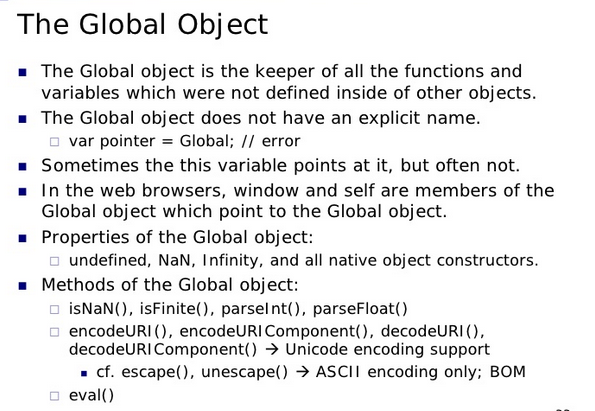 The Global Object
The Global object is the keeper of all the functions and
variables which were not defined inside of other objects.
The Global object does not have an explicit name.
var pointer = Global; // error
Sometimes the this variable points at it, but often not.
In the web browsers, window and self are members of the
Global object which point to the Global object.
Properties of the Global object:
undefined, NaN, Infinity, and all native object constructors.
Methods of the Global object:
isNaN(), isFinite(), parseInt(), parseFloat()
encodeURI(), encodeURIComponent(), decodeURI(),
decodeURIComponent() → Unicode encoding support
cf. escape(), unescape() → ASCII encoding only; BOM
eval()